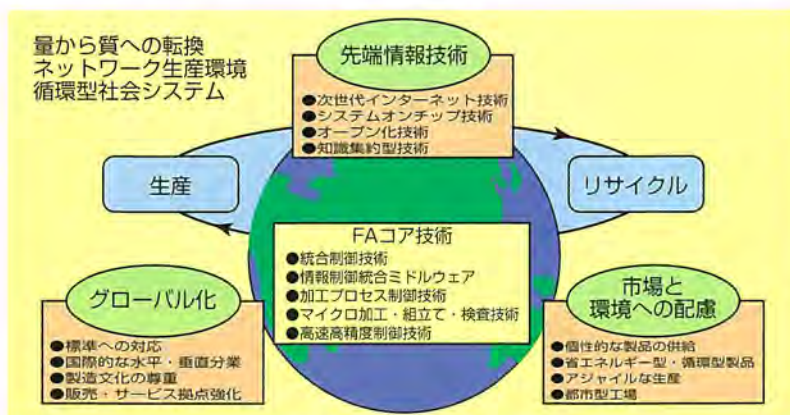 量から質への転換
ネットワーク生産環境
循環型社会システム
先端情報技術
●次世代インターネット技術
●システムオンチップ技術
●オープン化技術
●知識集約型技術
生産
リサイクル
FAコア技術
●統合制御技術
●情報制御統合ミドルウェア
●加工プロセス制御技術
●マイクロ加工・組立て・検査技術
●高速高精度制御技術
グローバル化
●標準への対応
●国際的な水平・垂直分業
●製造文化の尊重
●販売・サービス拠点強化
市場と
環境への配慮
●個性的な製品の供給
●省エネルギー型・循環型製品
●アジャイルな生産
●都市型工場